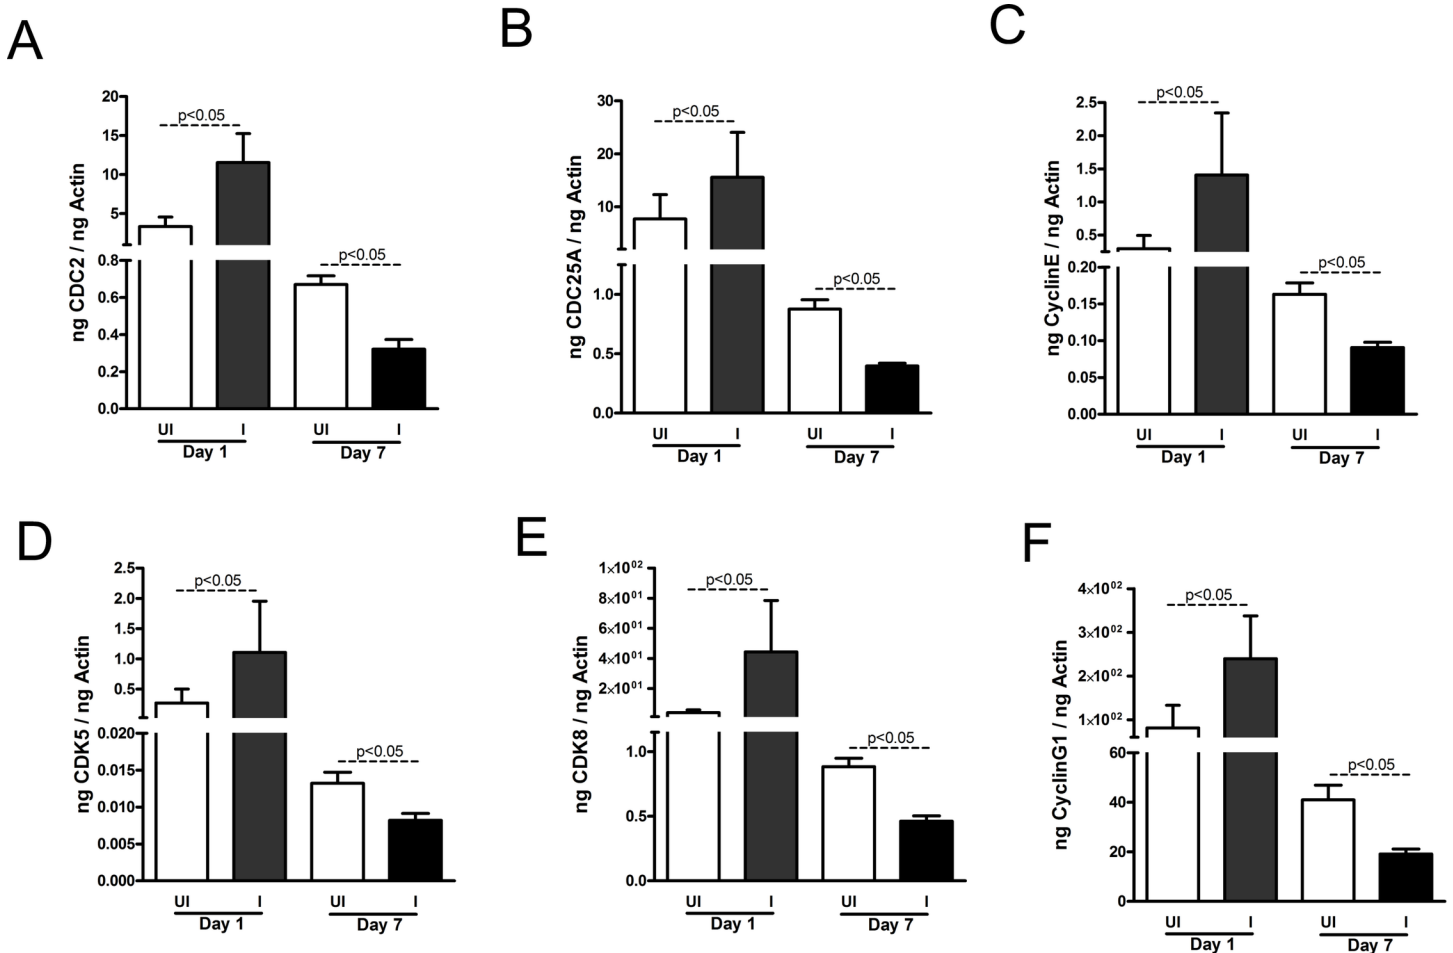 A
ng CDC2 / ng Actin
20
15
10
5
0.8
0.6
0.4
0.2
0.0
p<0.05
p<0.05
UI I UI I
Day 1 Day 7
B
ng CDC25A / ng Actin
30
20
10
1.0
0.5
0.0
p<0.05
p<0.05
UI I UI I
Day 1 Day 7
C
ng CyclinE / ng Actin
2.5
2.0
1.5
1.0
0.5
0.20
0.15
0.10
0.05
0.00
p<0.05
p<0.05
UI I UI I
Day 1 Day 7
D
ng CDK5 / ng Actin
2.5
2.0
1.5
1.0
0.5
0.020
0.015
0.010
0.005
0.000
p<0.05
p<0.05
UI I UI I
Day 1 Day 7
E
ng CDK8 / ng Actin
1×10⁰²
8×10⁰¹
6×10⁰¹
4×10⁰¹
2×10⁰¹
1.0
0.5
0.0
p<0.05
p<0.05
UI I UI I
Day 1 Day 7
F
ng CyclinG1 / ng Actin
4×10⁰²
3×10⁰²
2×10⁰²
1×10⁰²
60
40
20
0
p<0.05
p<0.05
UI I UI I
Day 1 Day 7